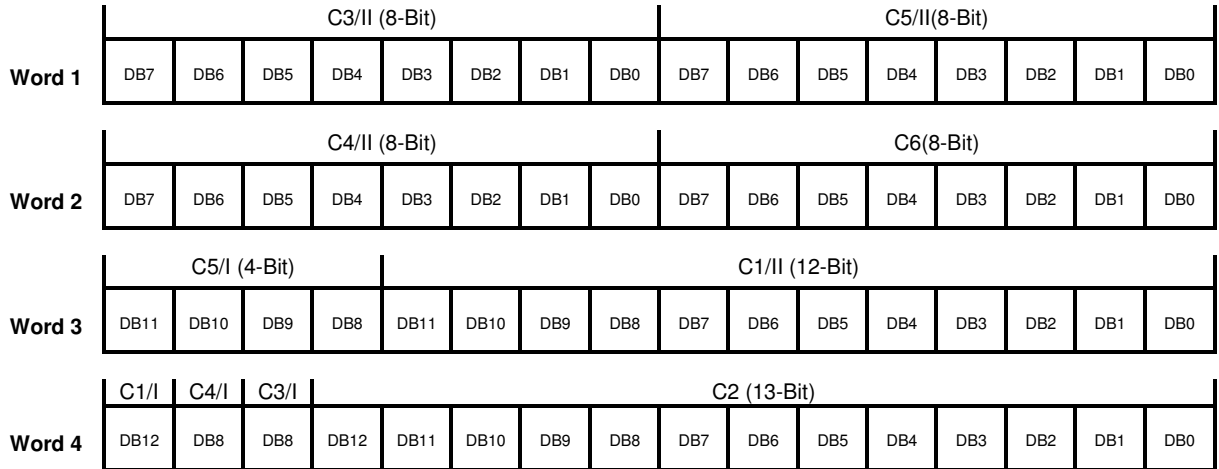 C3/II (8-Bit) C5/II(8-Bit)
Word 1 DB7 DB6 DB5 DB4 DB3 DB2 DB1 DB0 DB7 DB6 DB5 DB4 DB3 DB2 DB1 DB0
C4/II (8-Bit) C6(8-Bit)
Word 2 DB7 DB6 DB5 DB4 DB3 DB2 DB1 DB0 DB7 DB6 DB5 DB4 DB3 DB2 DB1 DB0
C5/I (4-Bit) C1/II (12-Bit)
Word 3 DB11 DB10 DB9 DB8 DB11 DB10 DB9 DB8 DB7 DB6 DB5 DB4 DB3 DB2 DB1 DB0
C1/I C4/I C3/I C2 (13-Bit)
Word 4 DB12 DB8 DB8 DB12 DB11 DB10 DB9 DB8 DB7 DB6 DB5 DB4 DB3 DB2 DB1 DB0